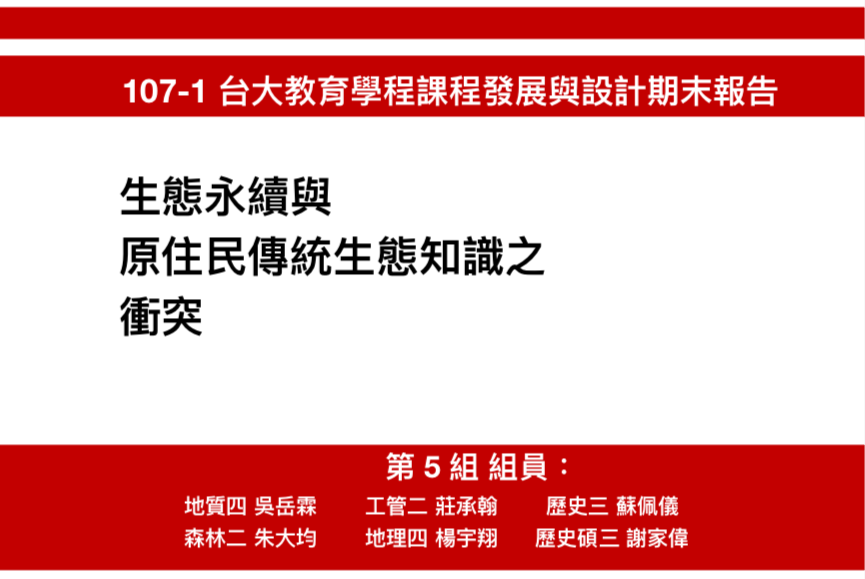 107-1 台大教育學程課程發展與設計期末報告
生態永續與
原住民傳統生態知識之
衝突
第 5 組 組員：
地質四 吳岳霖 工管二 莊承翰 歷史三 蘇佩儀
森林二 朱大均 地理四 楊宇翔 歷史碩三 謝家偉